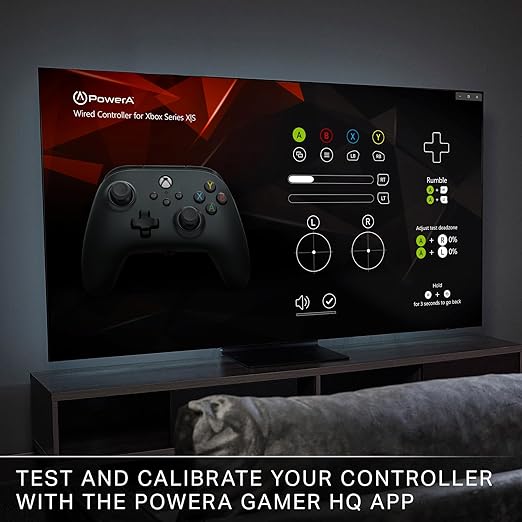 PowerA
Wired Controller for Xbox Series X|S
A B X Y
LB RB
RT
LT
L R
Rumble
Adjust test deadzone
A + R 0%
A + L 0%
Hold
for 3 seconds to go back
TEST AND CALIBRATE YOUR CONTROLLER
WITH THE POWERA GAMER HQ APP